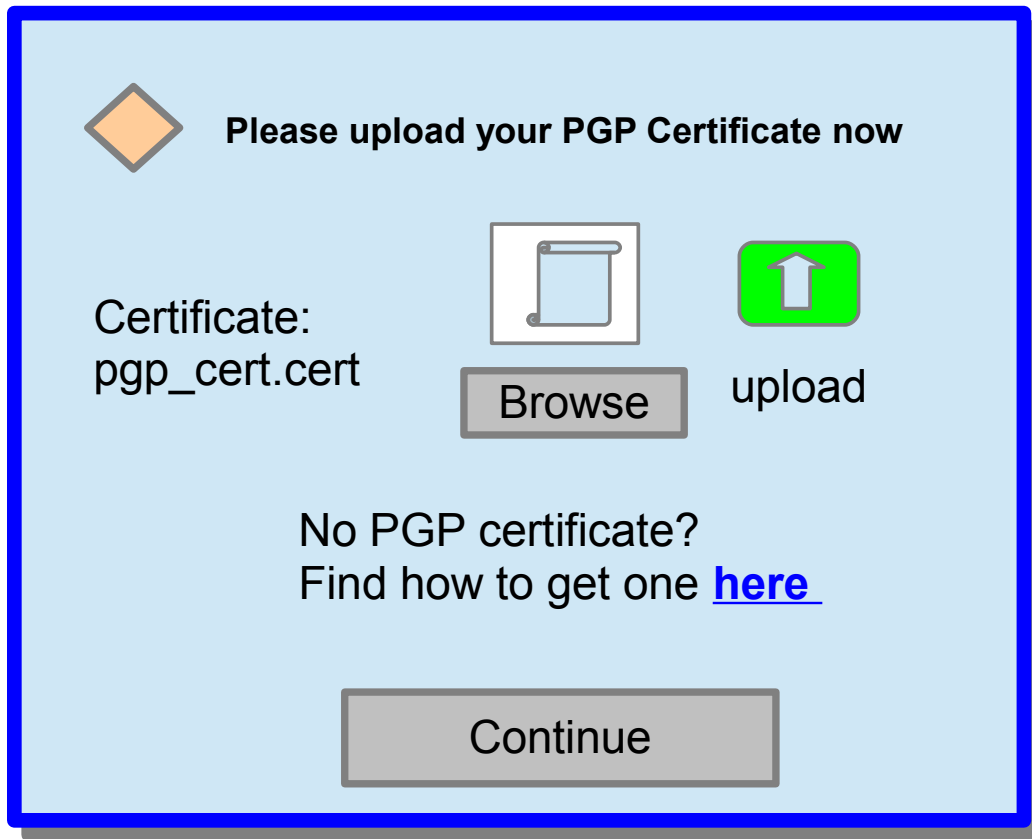 Please upload your PGP Certificate now
Certificate:
pgp_cert.cert
Browse
upload
No PGP certificate?
Find how to get one here
Continue